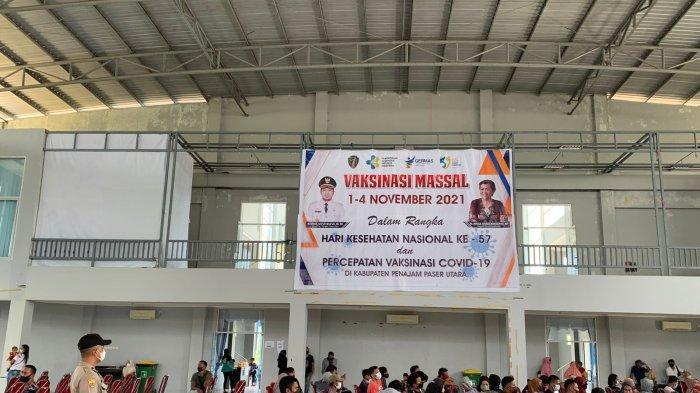 GERMAS
VAKSINASI MASSAL
1-4 NOVEMBER 2021
Dalam Rangka
HARI KESEHATAN NASIONAL KE - 57
dan
PERCEPATAN VAKSINASI COVID-19
DI KABUPATEN PENAJAM PASER UTARA